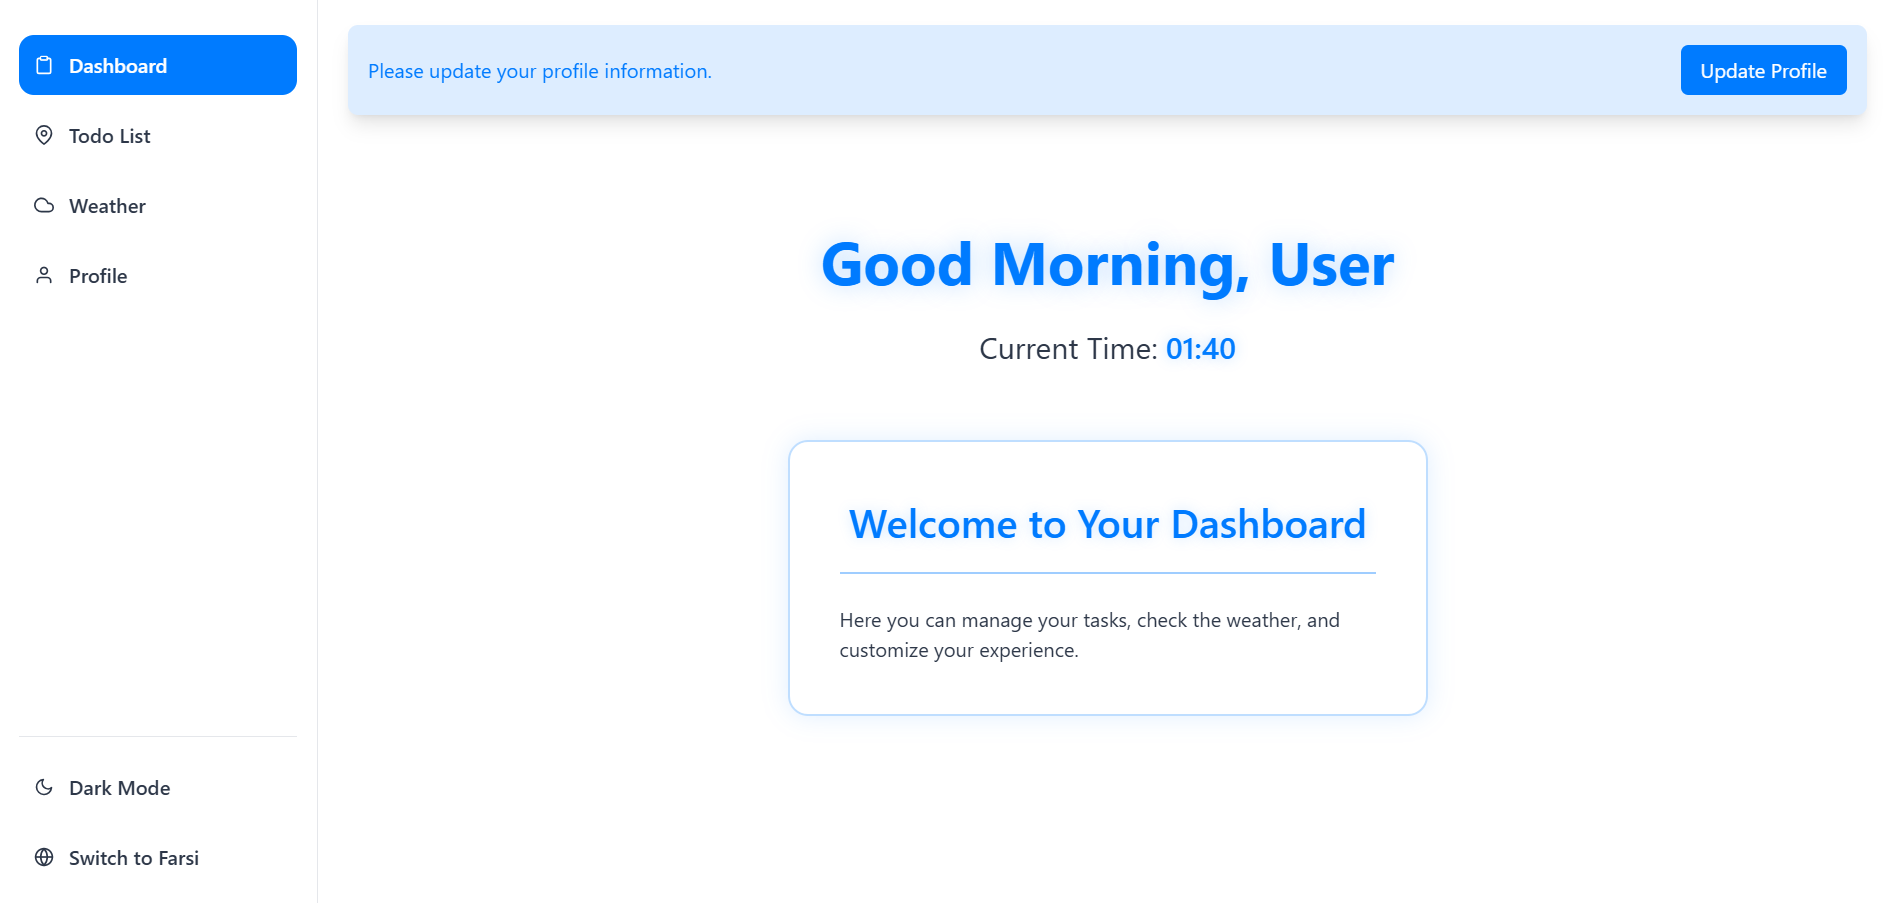 Dashboard
Todo List
Weather
Profile
Dark Mode
Switch to Farsi
Please update your profile information.
Update Profile
Good Morning, User
Current Time: 01:40
Welcome to Your Dashboard
Here you can manage your tasks, check the weather, and
customize your experience.